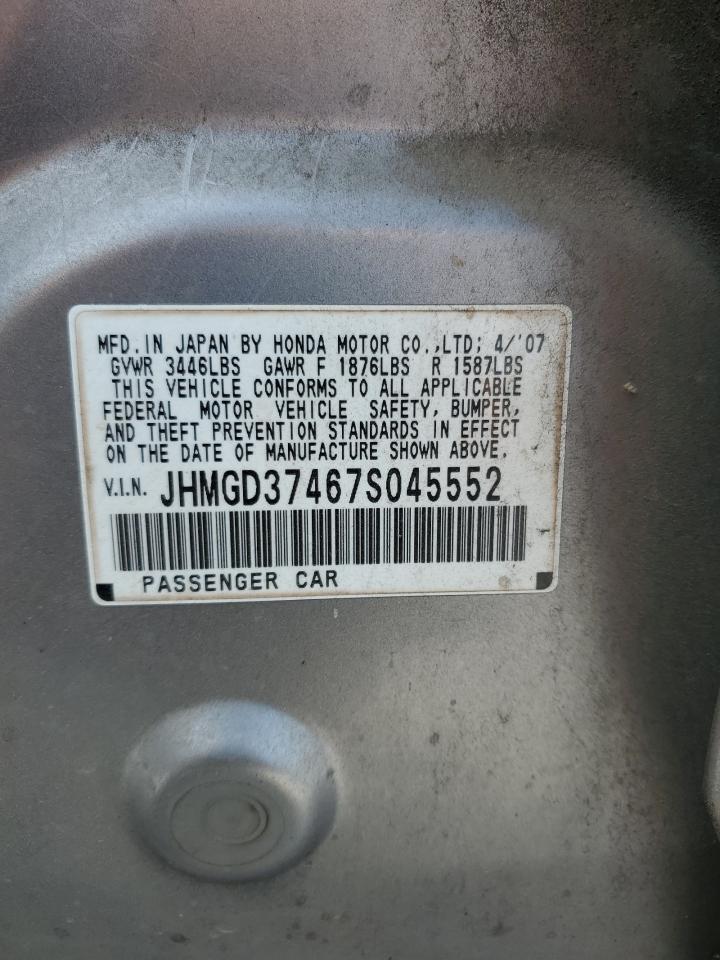 MFD.IN JAPAN BY HONDA MOTOR CO.,LTD; 4/'07
GVWR 3446LBS GAWR F 1876LBS R 1587LBS
THIS VEHICLE CONFORMS TO ALL APPLICABLE
FEDERAL MOTOR VEHICLE SAFETY, BUMPER,
AND THEFT PREVENTION STANDARDS IN EFFECT
ON THE DATE OF MANUFACTURE SHOWN ABOVE.
V.I.N. JHMGD37467S045552
PASSENGER CAR